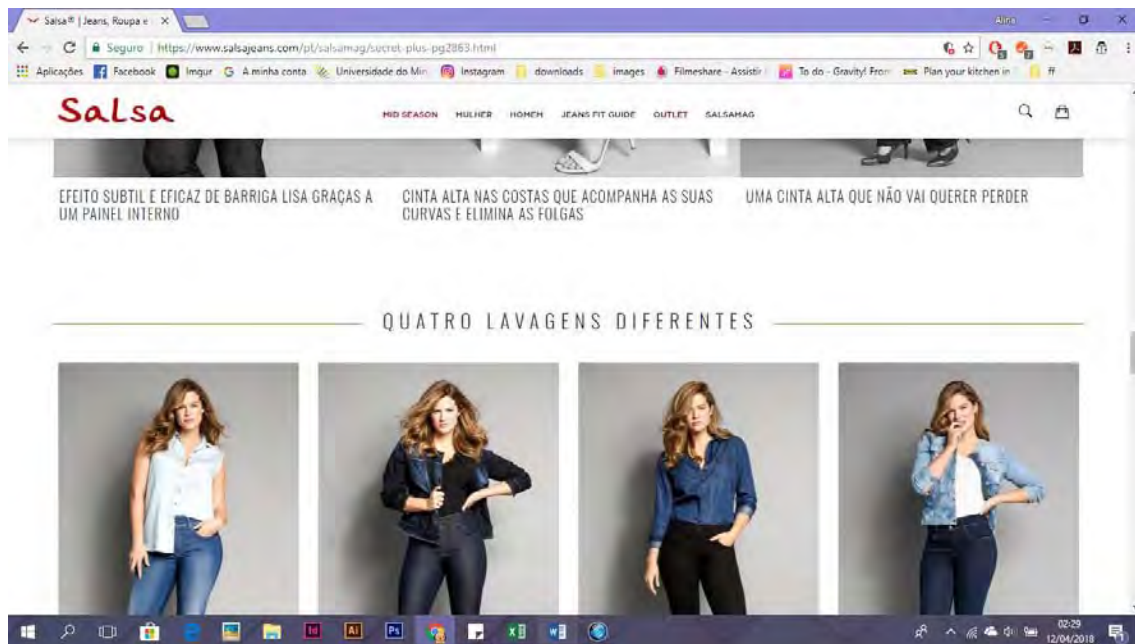 Salsa® | Jeans, Roupa e
Alina
Seguro | https://www.salsajeans.com/pt/salsamag/secret-plus-pg2863.html
Aplicações Facebook Imgur A minha conta Universidade do Min Instagram downloads images Filmeshare - Assistir To do - Gravity! From Plan your kitchen in ff
Salsa
MID SEASON MULHER HOMEM JEANS FIT GUIDE OUTLET SALSAMAG
EFEITO SUBTIL E EFICAZ DE BARRIGA LISA GRAÇAS A
UM PAINEL INTERNO
CINTA ALTA NAS COSTAS QUE ACOMPANHA AS SUAS
CURVAS E ELIMINA AS FOLGAS
UMA CINTA ALTA QUE NÃO VAI QUERER PERDER
QUATRO LAVAGENS DIFERENTES
Id Ai Ps
02:29
12/04/2018